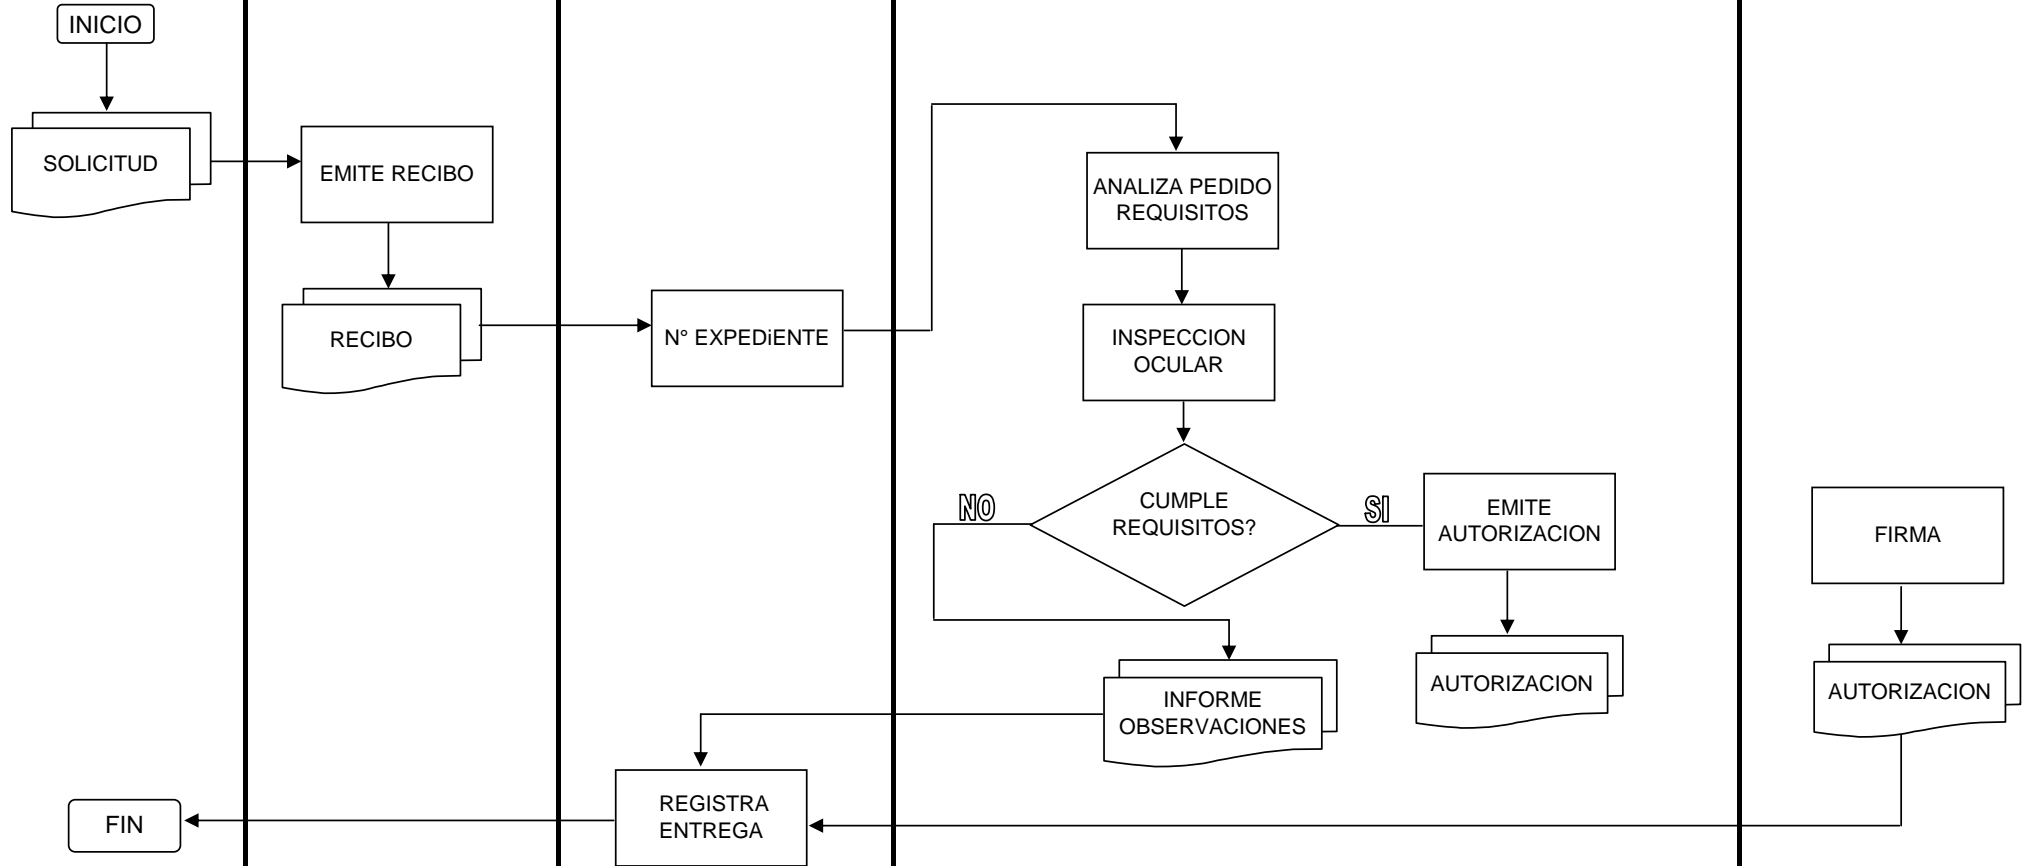 INICIO
SOLICITUD
EMITE RECIBO
RECIBO
N° EXPEDiENTE
ANALIZA PEDIDO
REQUISITOS
INSPECCION
OCULAR
CUMPLE
REQUISITOS?
NO
SI
EMITE
AUTORIZACION
AUTORIZACION
INFORME
OBSERVACIONES
FIRMA
AUTORIZACION
REGISTRA
ENTREGA
FIN